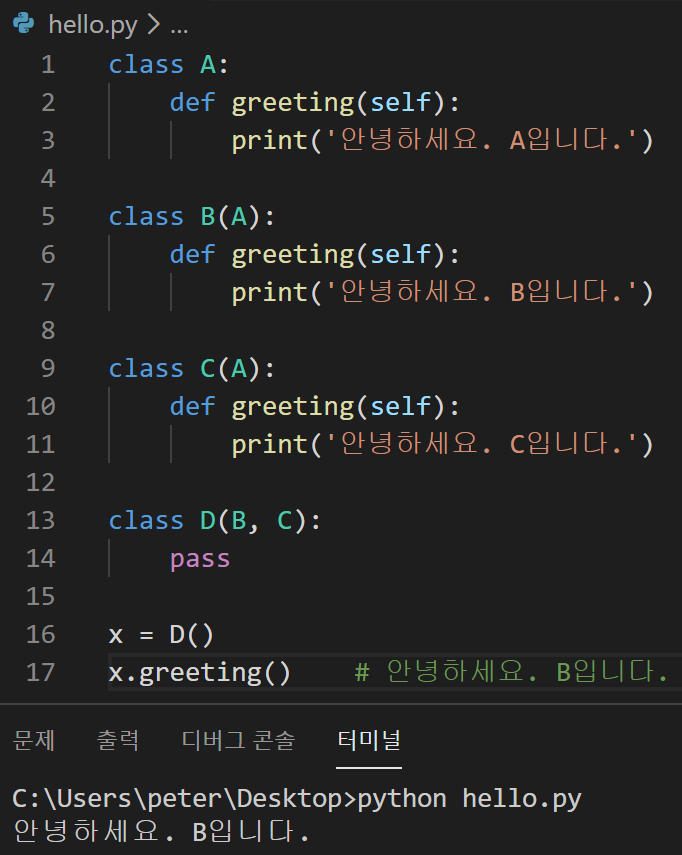 hello.py > ...
1 class A:
2     def greeting(self):
3         print('안녕하세요. A입니다.')
4
5 class B(A):
6     def greeting(self):
7         print('안녕하세요. B입니다.')
8
9 class C(A):
10     def greeting(self):
11         print('안녕하세요. C입니다.')
12
13 class D(B, C):
14     pass
15
16 x = D()
17 x.greeting()    # 안녕하세요. B입니다.
문제 출력 디버그 콘솔 터미널
C:\Users\peter\Desktop>python hello.py
안녕하세요. B입니다.